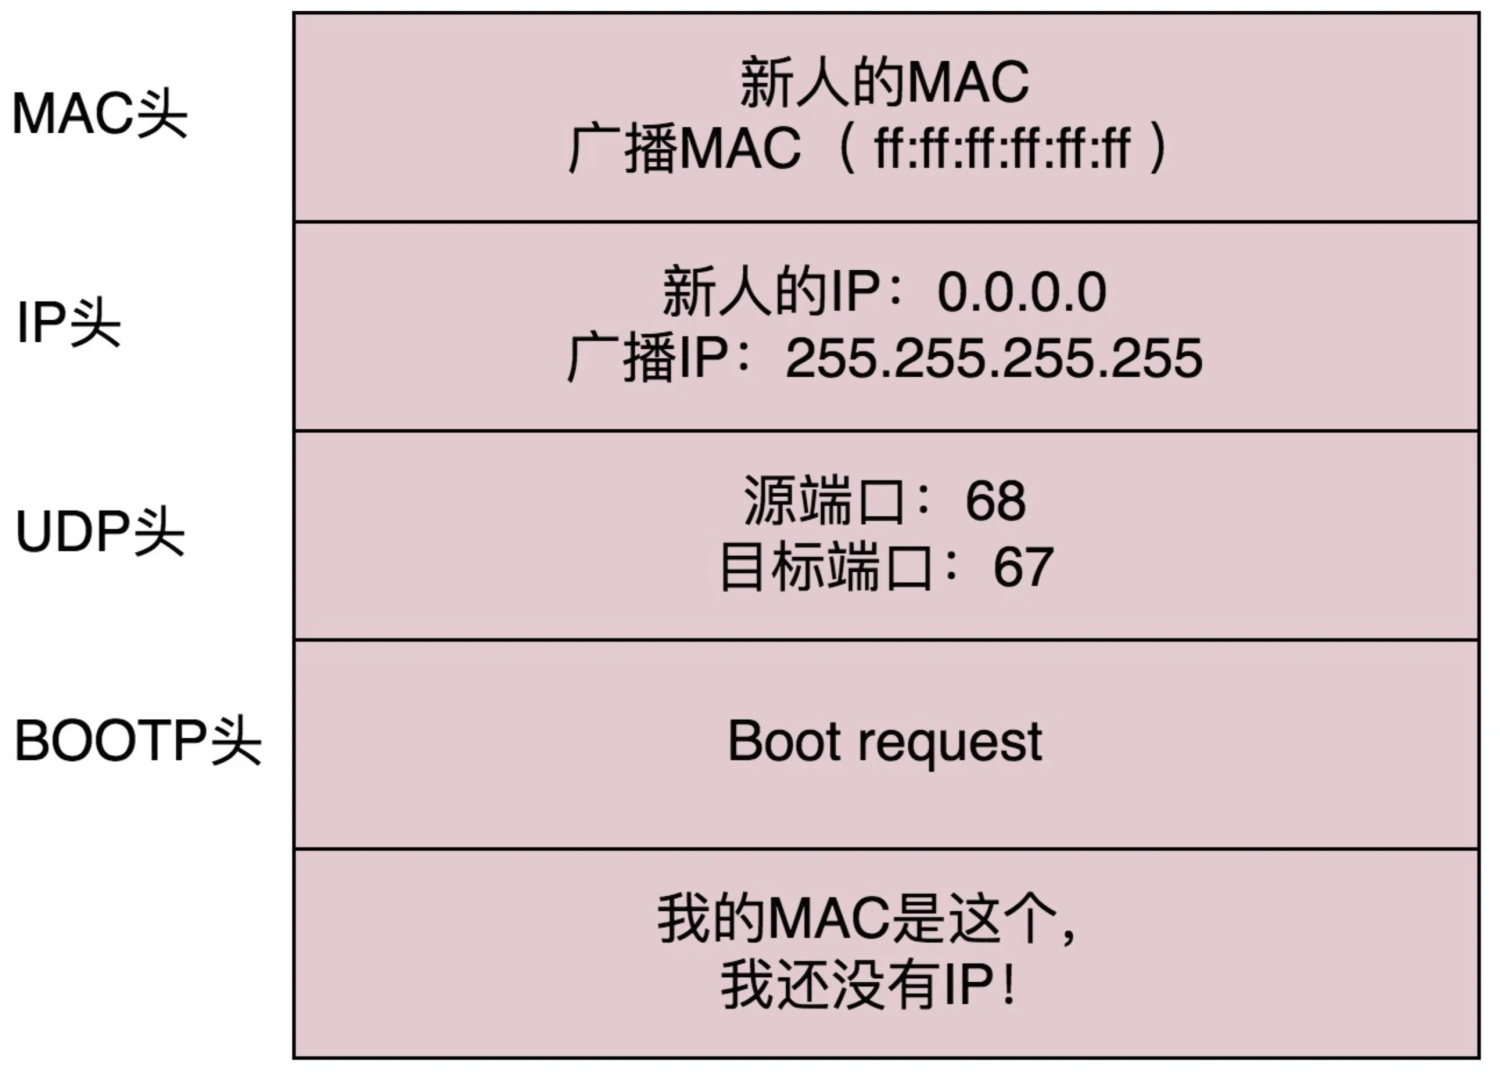 MAC头
新人的MAC
广播MAC（ff:ff:ff:ff:ff:ff）
IP头
新人的IP：0.0.0.0
广播IP：255.255.255.255
UDP头
源端口：68
目标端口：67
BOOTP头
Boot request
我的MAC是这个，
我还没有IP！